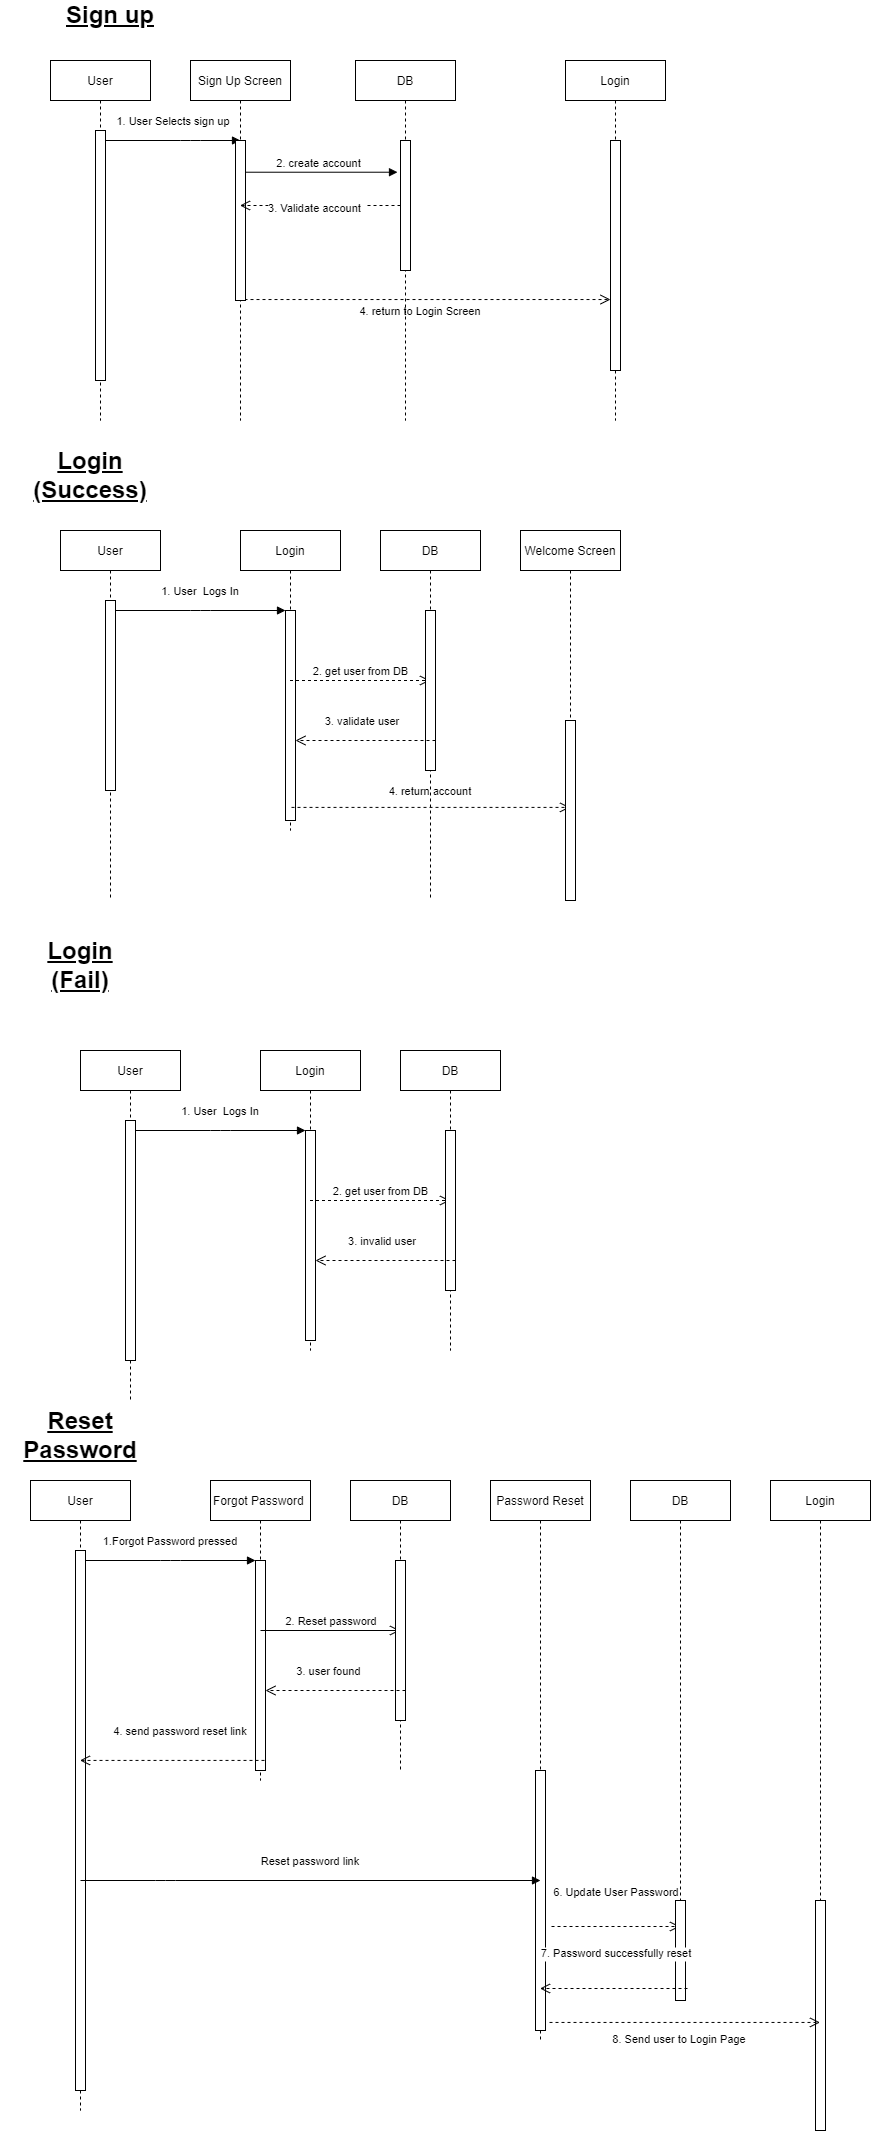 Sign up
User
Sign Up Screen
DB
Login
1. User Selects sign up
2. create account
3. Validate account
4. return to Login Screen
Login
(Success)
User
Login
DB
Welcome Screen
1. User  Logs In
2. get user from DB
3. validate user
4. return account
Login
(Fail)
User
Login
DB
1. User  Logs In
2. get user from DB
3. invalid user
Reset
Password
User
Forgot Password
DB
Password Reset
DB
Login
1.Forgot Password pressed
2. Reset password
3. user found
4. send password reset link
Reset password link
6. Update User Password
7. Password successfully reset
8. Send user to Login Page